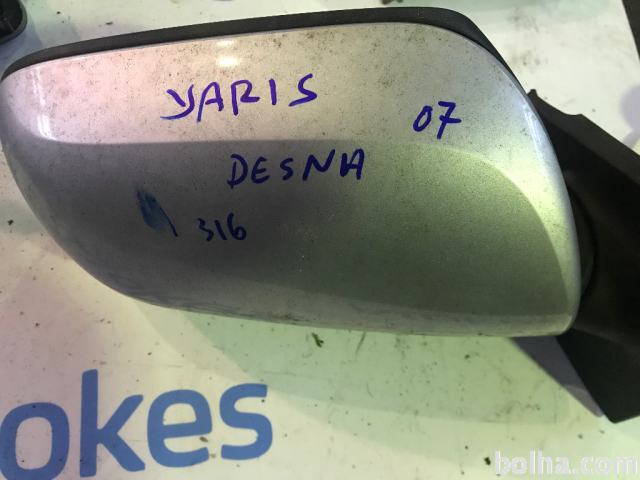 YARIS
07
DESNA
316
okes
bolha.com